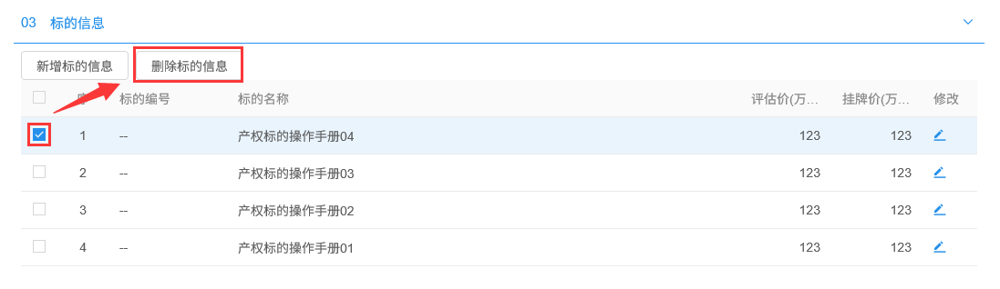 03 标的信息
新增标的信息 删除标的信息
序 标的编号 标的名称 评估价(万... 挂牌价(万... 修改
1 -- 产权标的操作手册04 123 123
2 -- 产权标的操作手册03 123 123
3 -- 产权标的操作手册02 123 123
4 -- 产权标的操作手册01 123 123